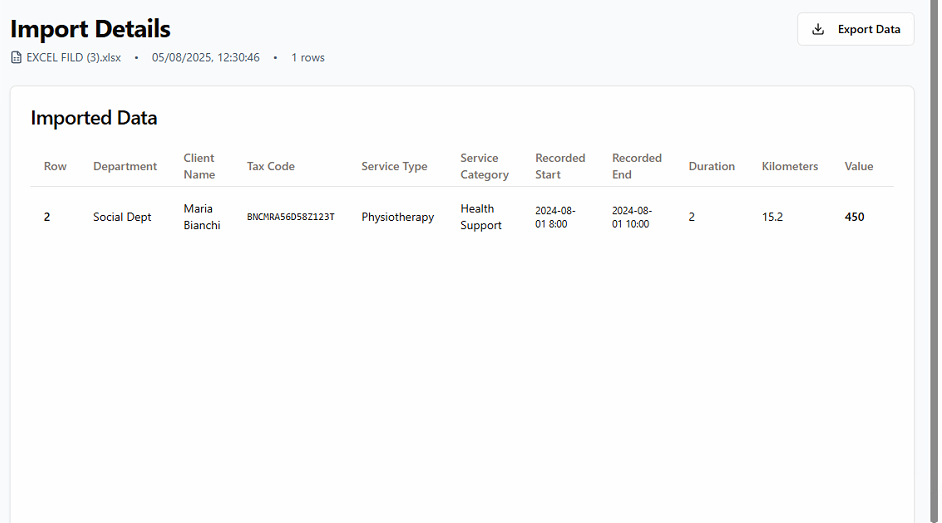 Import Details
Export Data
EXCEL FILD (3).xlsx • 05/08/2025, 12:30:46 • 1 rows
Imported Data
Row Department Client Name Tax Code Service Type Service Category Recorded Start Recorded End Duration Kilometers Value
2 Social Dept Maria Bianchi BNCMRA56D58Z123T Physiotherapy Health Support 2024-08-01 8:00 2024-08-01 10:00 2 15.2 450